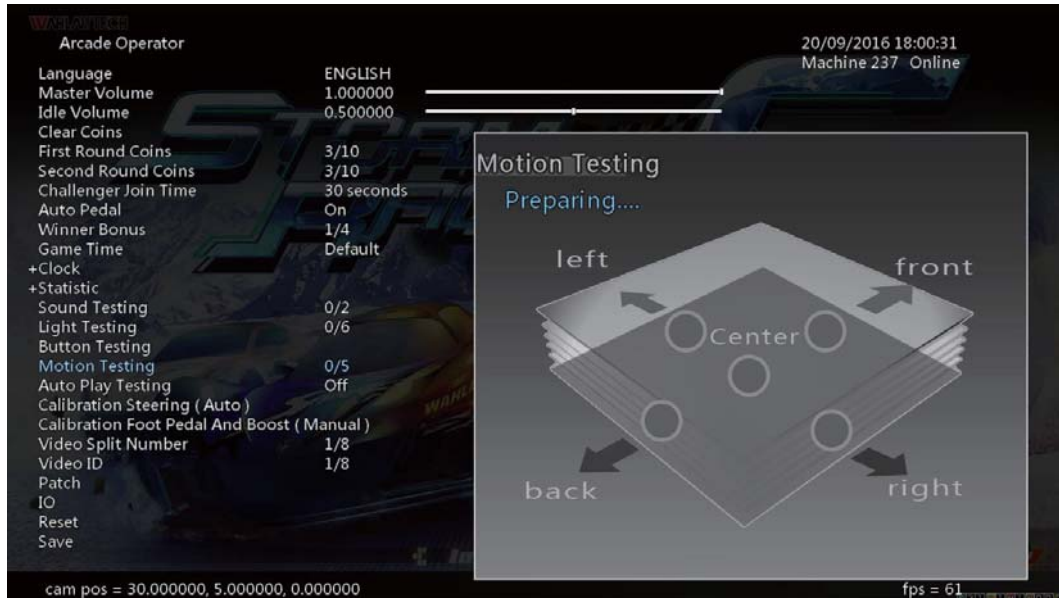 WARLAYTECH
Arcade Operator
20/09/2016 18:00:31
Machine 237 Online
Language ENGLISH
Master Volume 1.000000
Idle Volume 0.500000
Clear Coins
First Round Coins 3/10
Second Round Coins 3/10
Challenger Join Time 30 seconds
Auto Pedal On
Winner Bonus 1/4
Game Time Default
+Clock
+Statistic
Sound Testing 0/2
Light Testing 0/6
Button Testing
Motion Testing 0/5
Auto Play Testing Off
Calibration Steering ( Auto )
Calibration Foot Pedal And Boost ( Manual )
Video Split Number 1/8
Video ID 1/8
Patch
IO
Reset
Save
Motion Testing
Preparing....
left
front
Center
back
right
cam pos = 30.000000, 5.000000, 0.000000
fps = 61